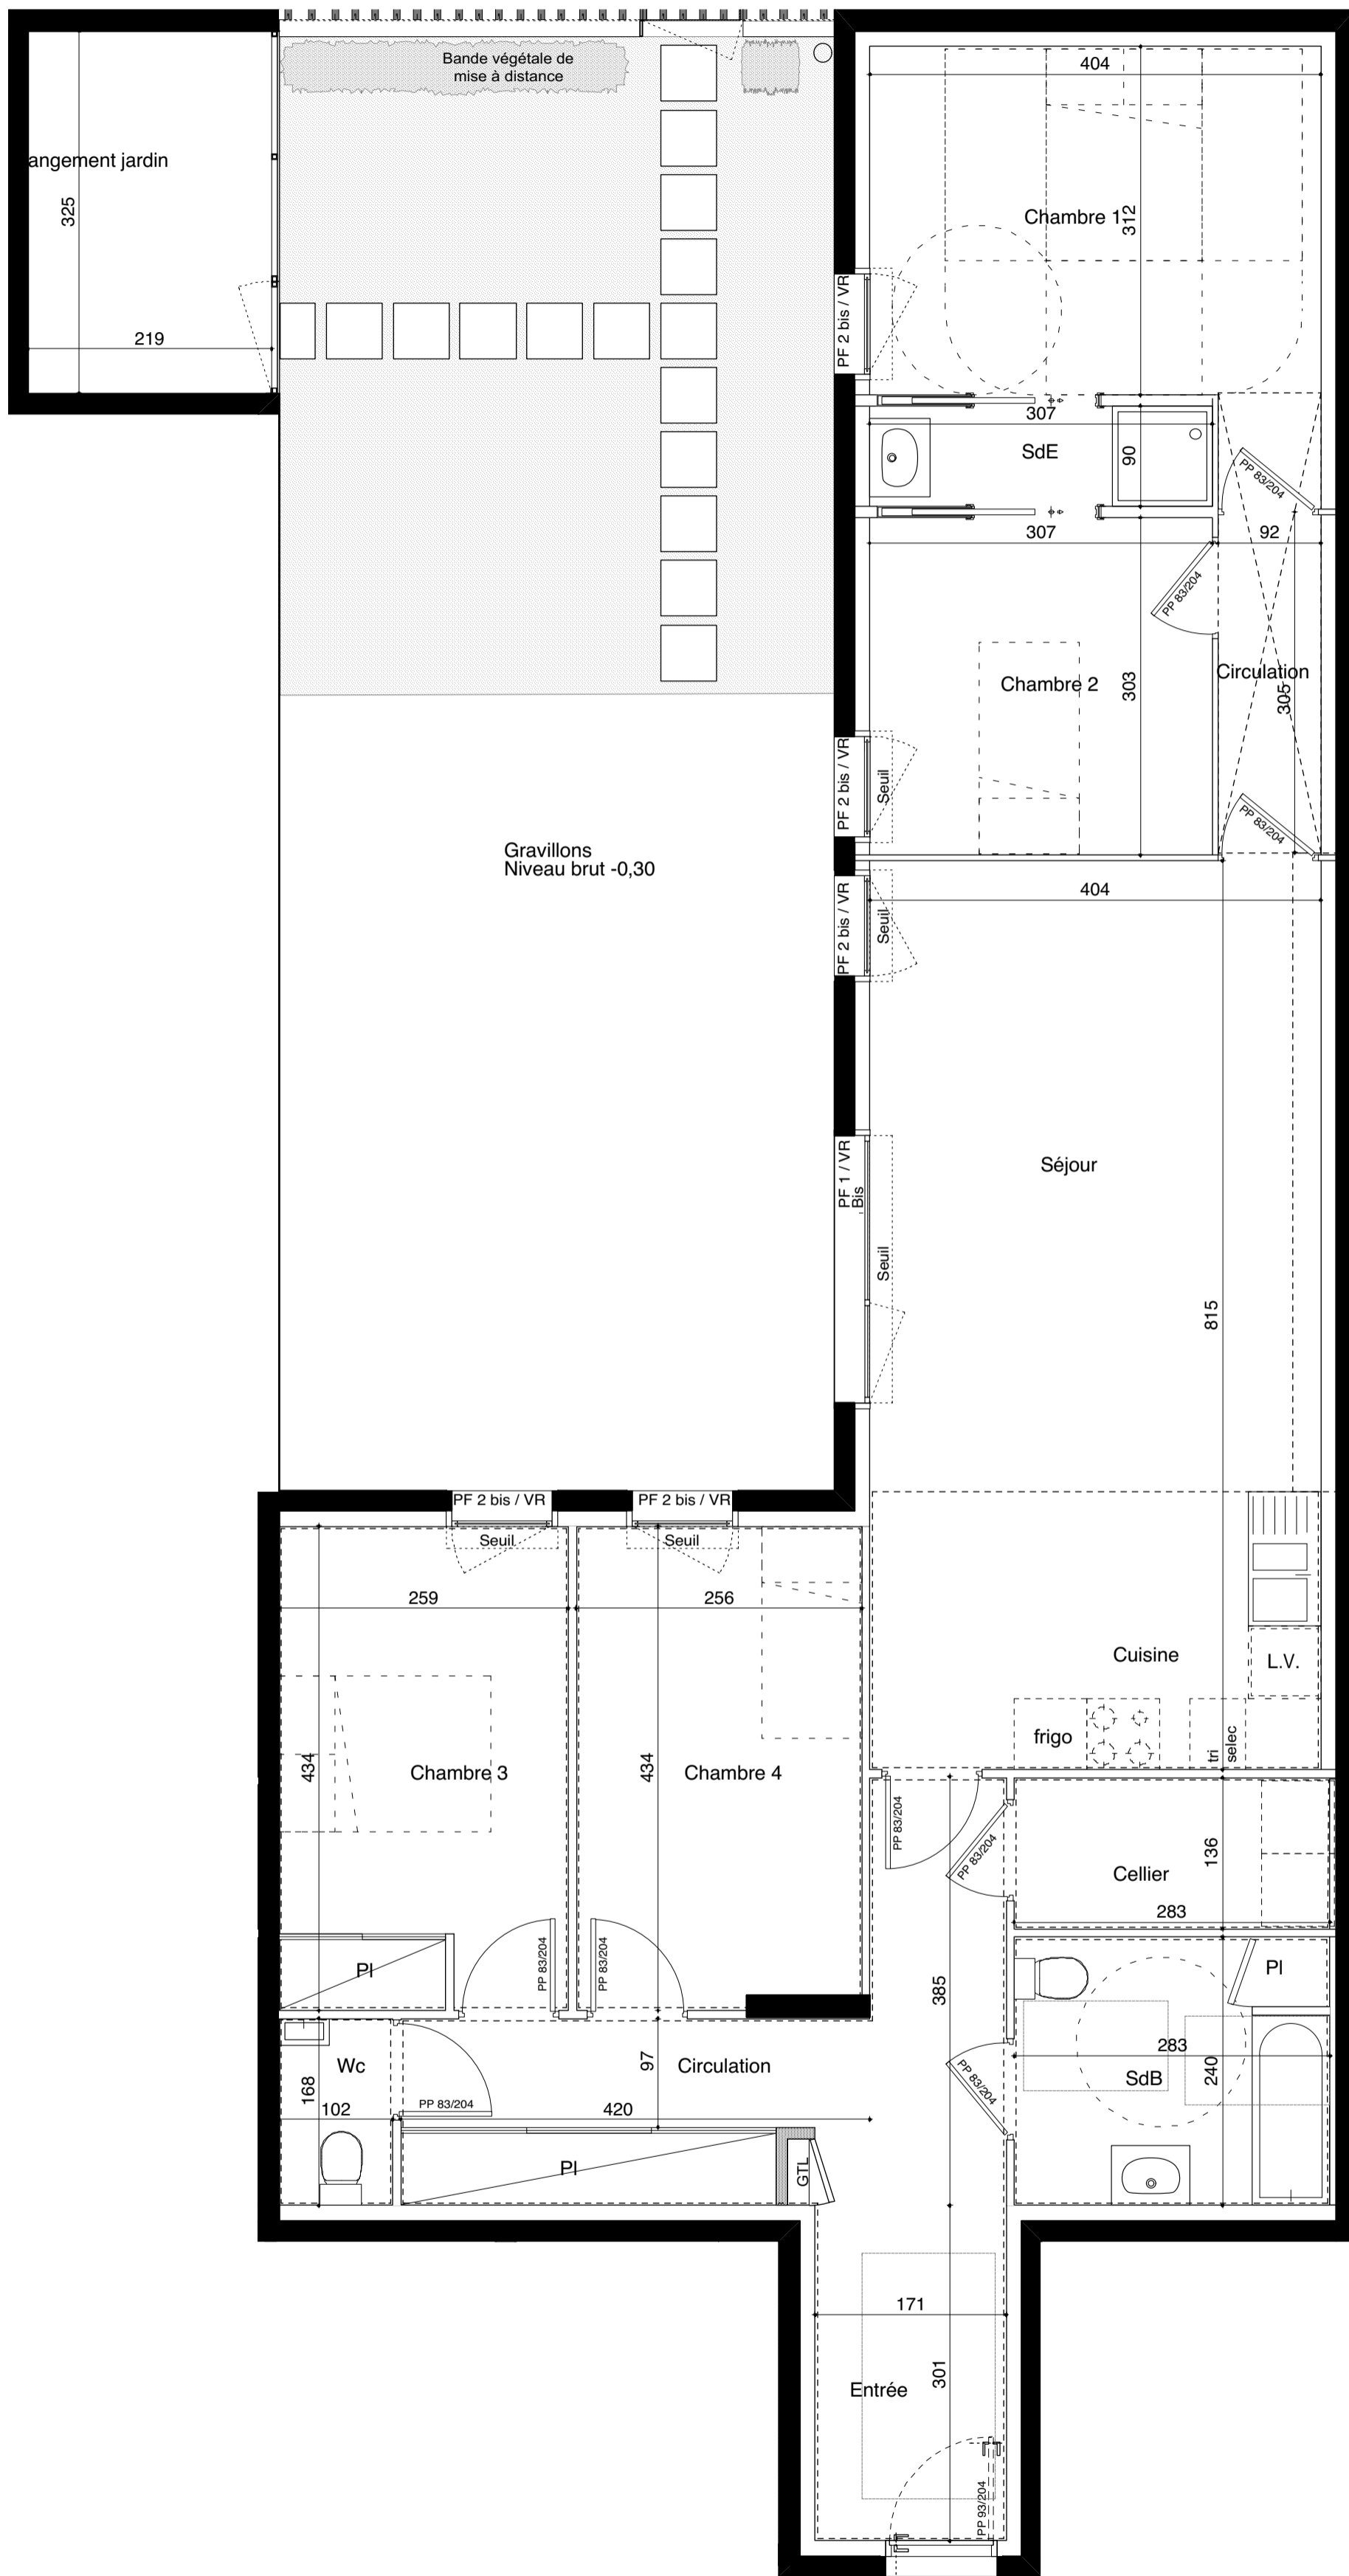 Bande végétale de
mise à distance
404
angement jardin
325
219
Chambre 1
312
PF 2 bis / VR
307
SdE
90
PP 83/204
307
92
PP 83/204
Chambre 2
303
Circulation
305
PF 2 bis / VR
Seuil
PP 83/204
Gravillons
Niveau brut -0,30
404
PF 2 bis / VR
Seuil
Séjour
PF 1 / VR
Bis
Seuil
815
PF 2 bis / VR
PF 2 bis / VR
Seuil
Seuil
259
256
Cuisine
L.V.
frigo
tri
selec
434
Chambre 3
434
Chambre 4
PP 83/204
PP 83/204
136
Cellier
283
PP 83/204
PP 83/204
Pl
385
Pl
Wc
168
102
97
Circulation
283
SdB
240
PP 83/204
PP 83/204
420
Pl
GTL
171
Entrée
301
PP 93/204